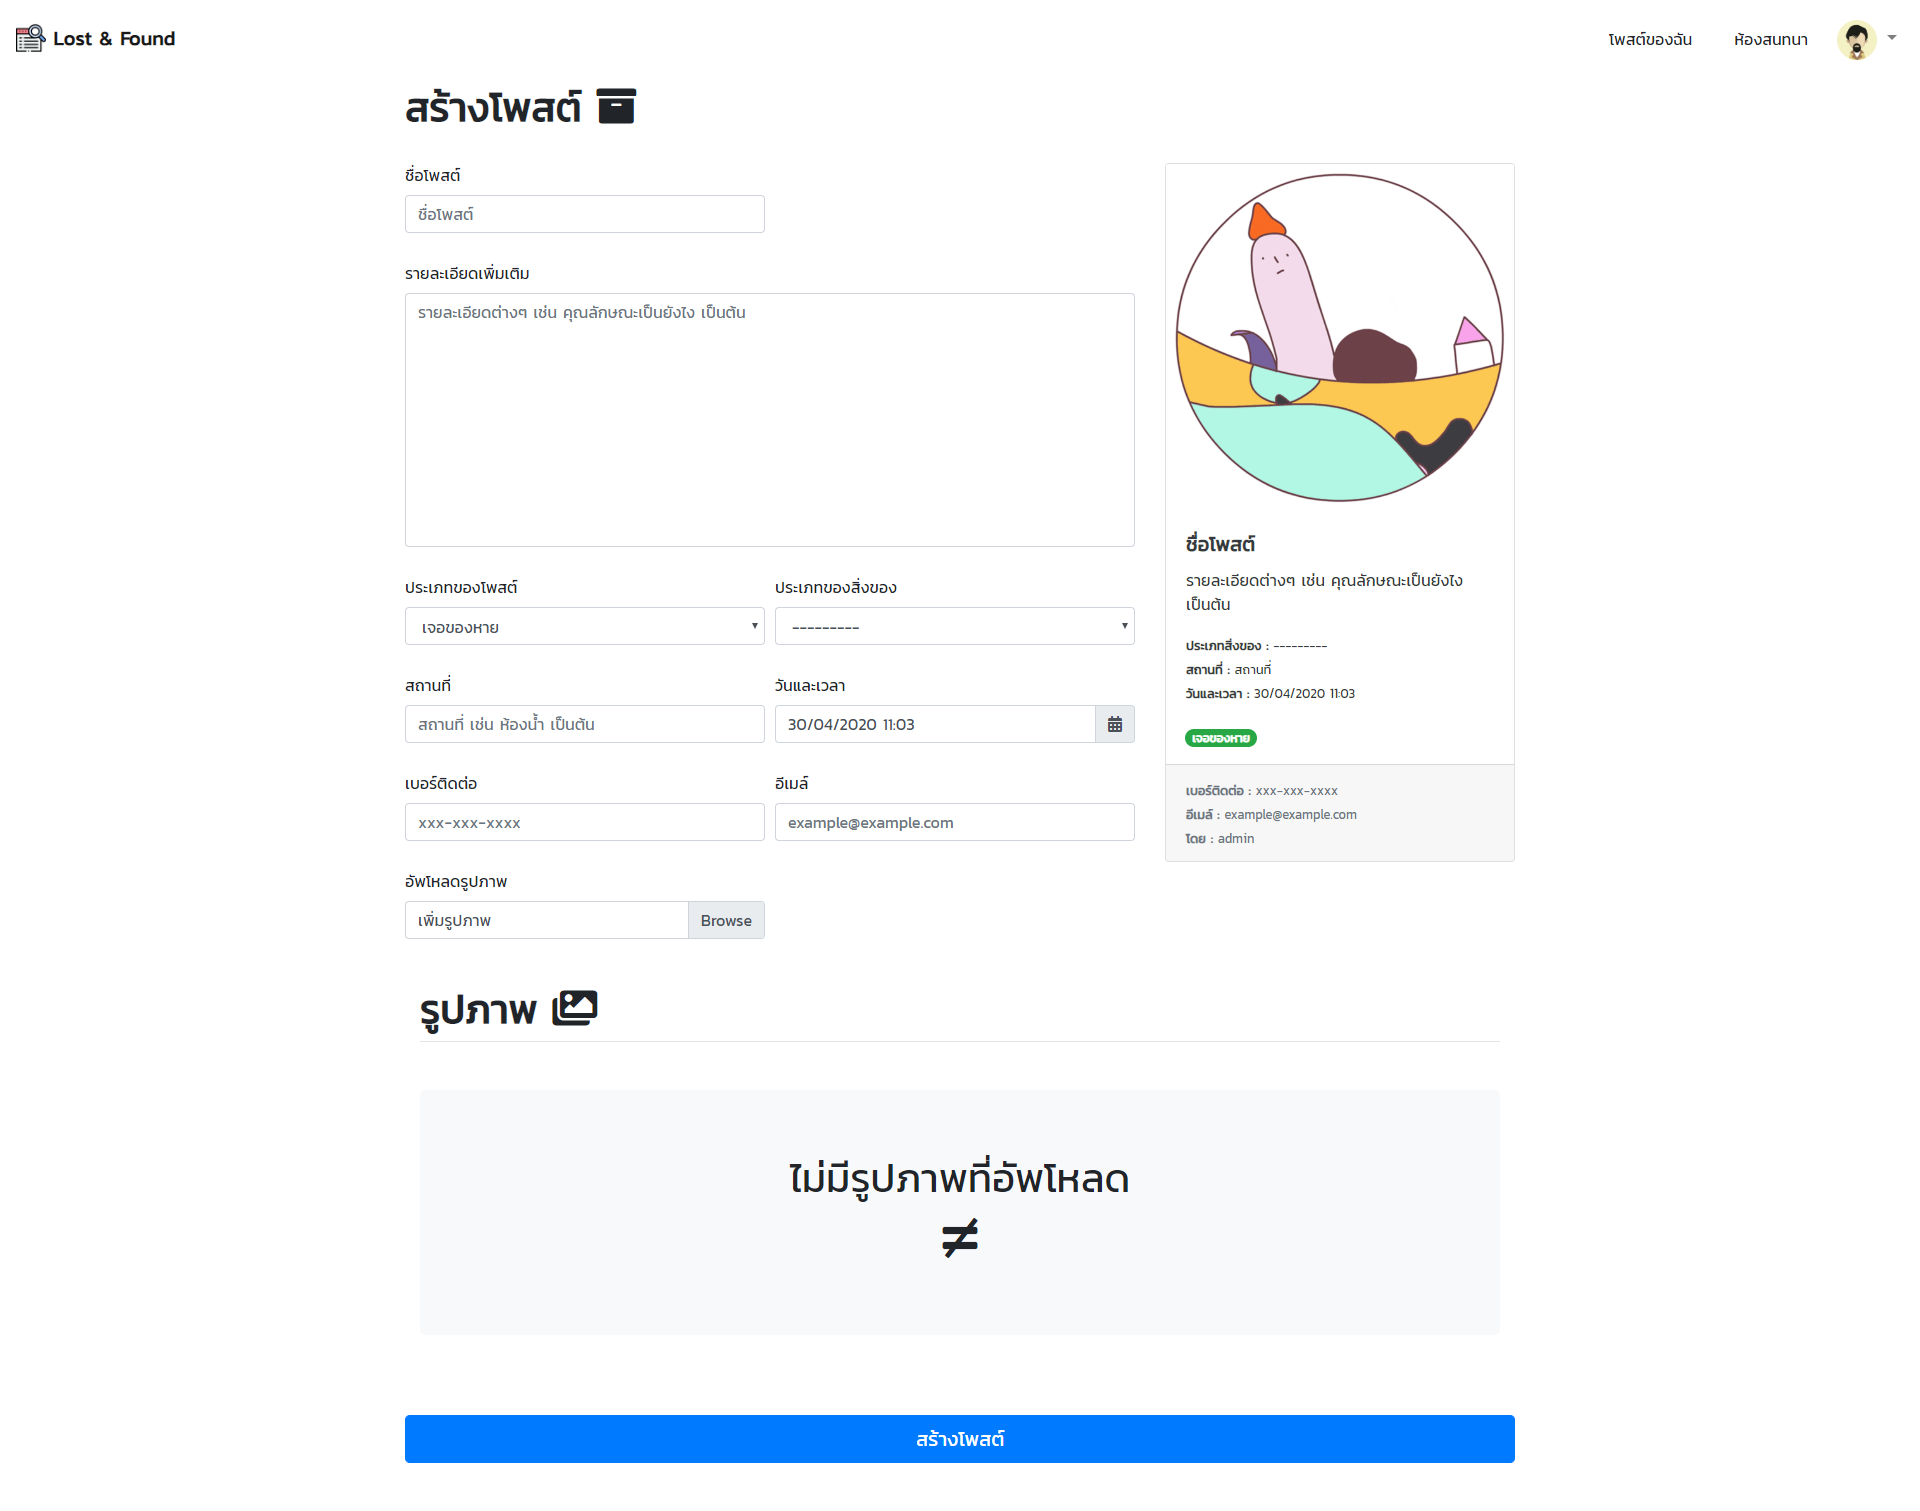 Lost & Found
โพสต์ของฉัน
ห้องสนทนา
สร้างโพสต์
ชื่อโพสต์
ชื่อโพสต์
รายละเอียดเพิ่มเติม
รายละเอียดต่างๆ เช่น คุณลักษณะเป็นยังไง เป็นต้น
ประเภทของโพสต์
ประเภทของสิ่งของ
เจอของหาย
---------
สถานที่
วันและเวลา
สถานที่ เช่น ห้องน้ำ เป็นต้น
30/04/2020 11:03
เบอร์ติดต่อ
อีเมล์
xxx-xxx-xxxx
example@example.com
อัพโหลดรูปภาพ
เพิ่มรูปภาพ
Browse
ชื่อโพสต์
รายละเอียดต่างๆ เช่น คุณลักษณะเป็นยังไง
เป็นต้น
ประเภทสิ่งของ : ---------
สถานที่ : สถานที่
วันและเวลา : 30/04/2020 11:03
เจอของหาย
เบอร์ติดต่อ : xxx-xxx-xxxx
อีเมล์ : example@example.com
โดย : admin
รูปภาพ
ไม่มีรูปภาพที่อัพโหลด
สร้างโพสต์